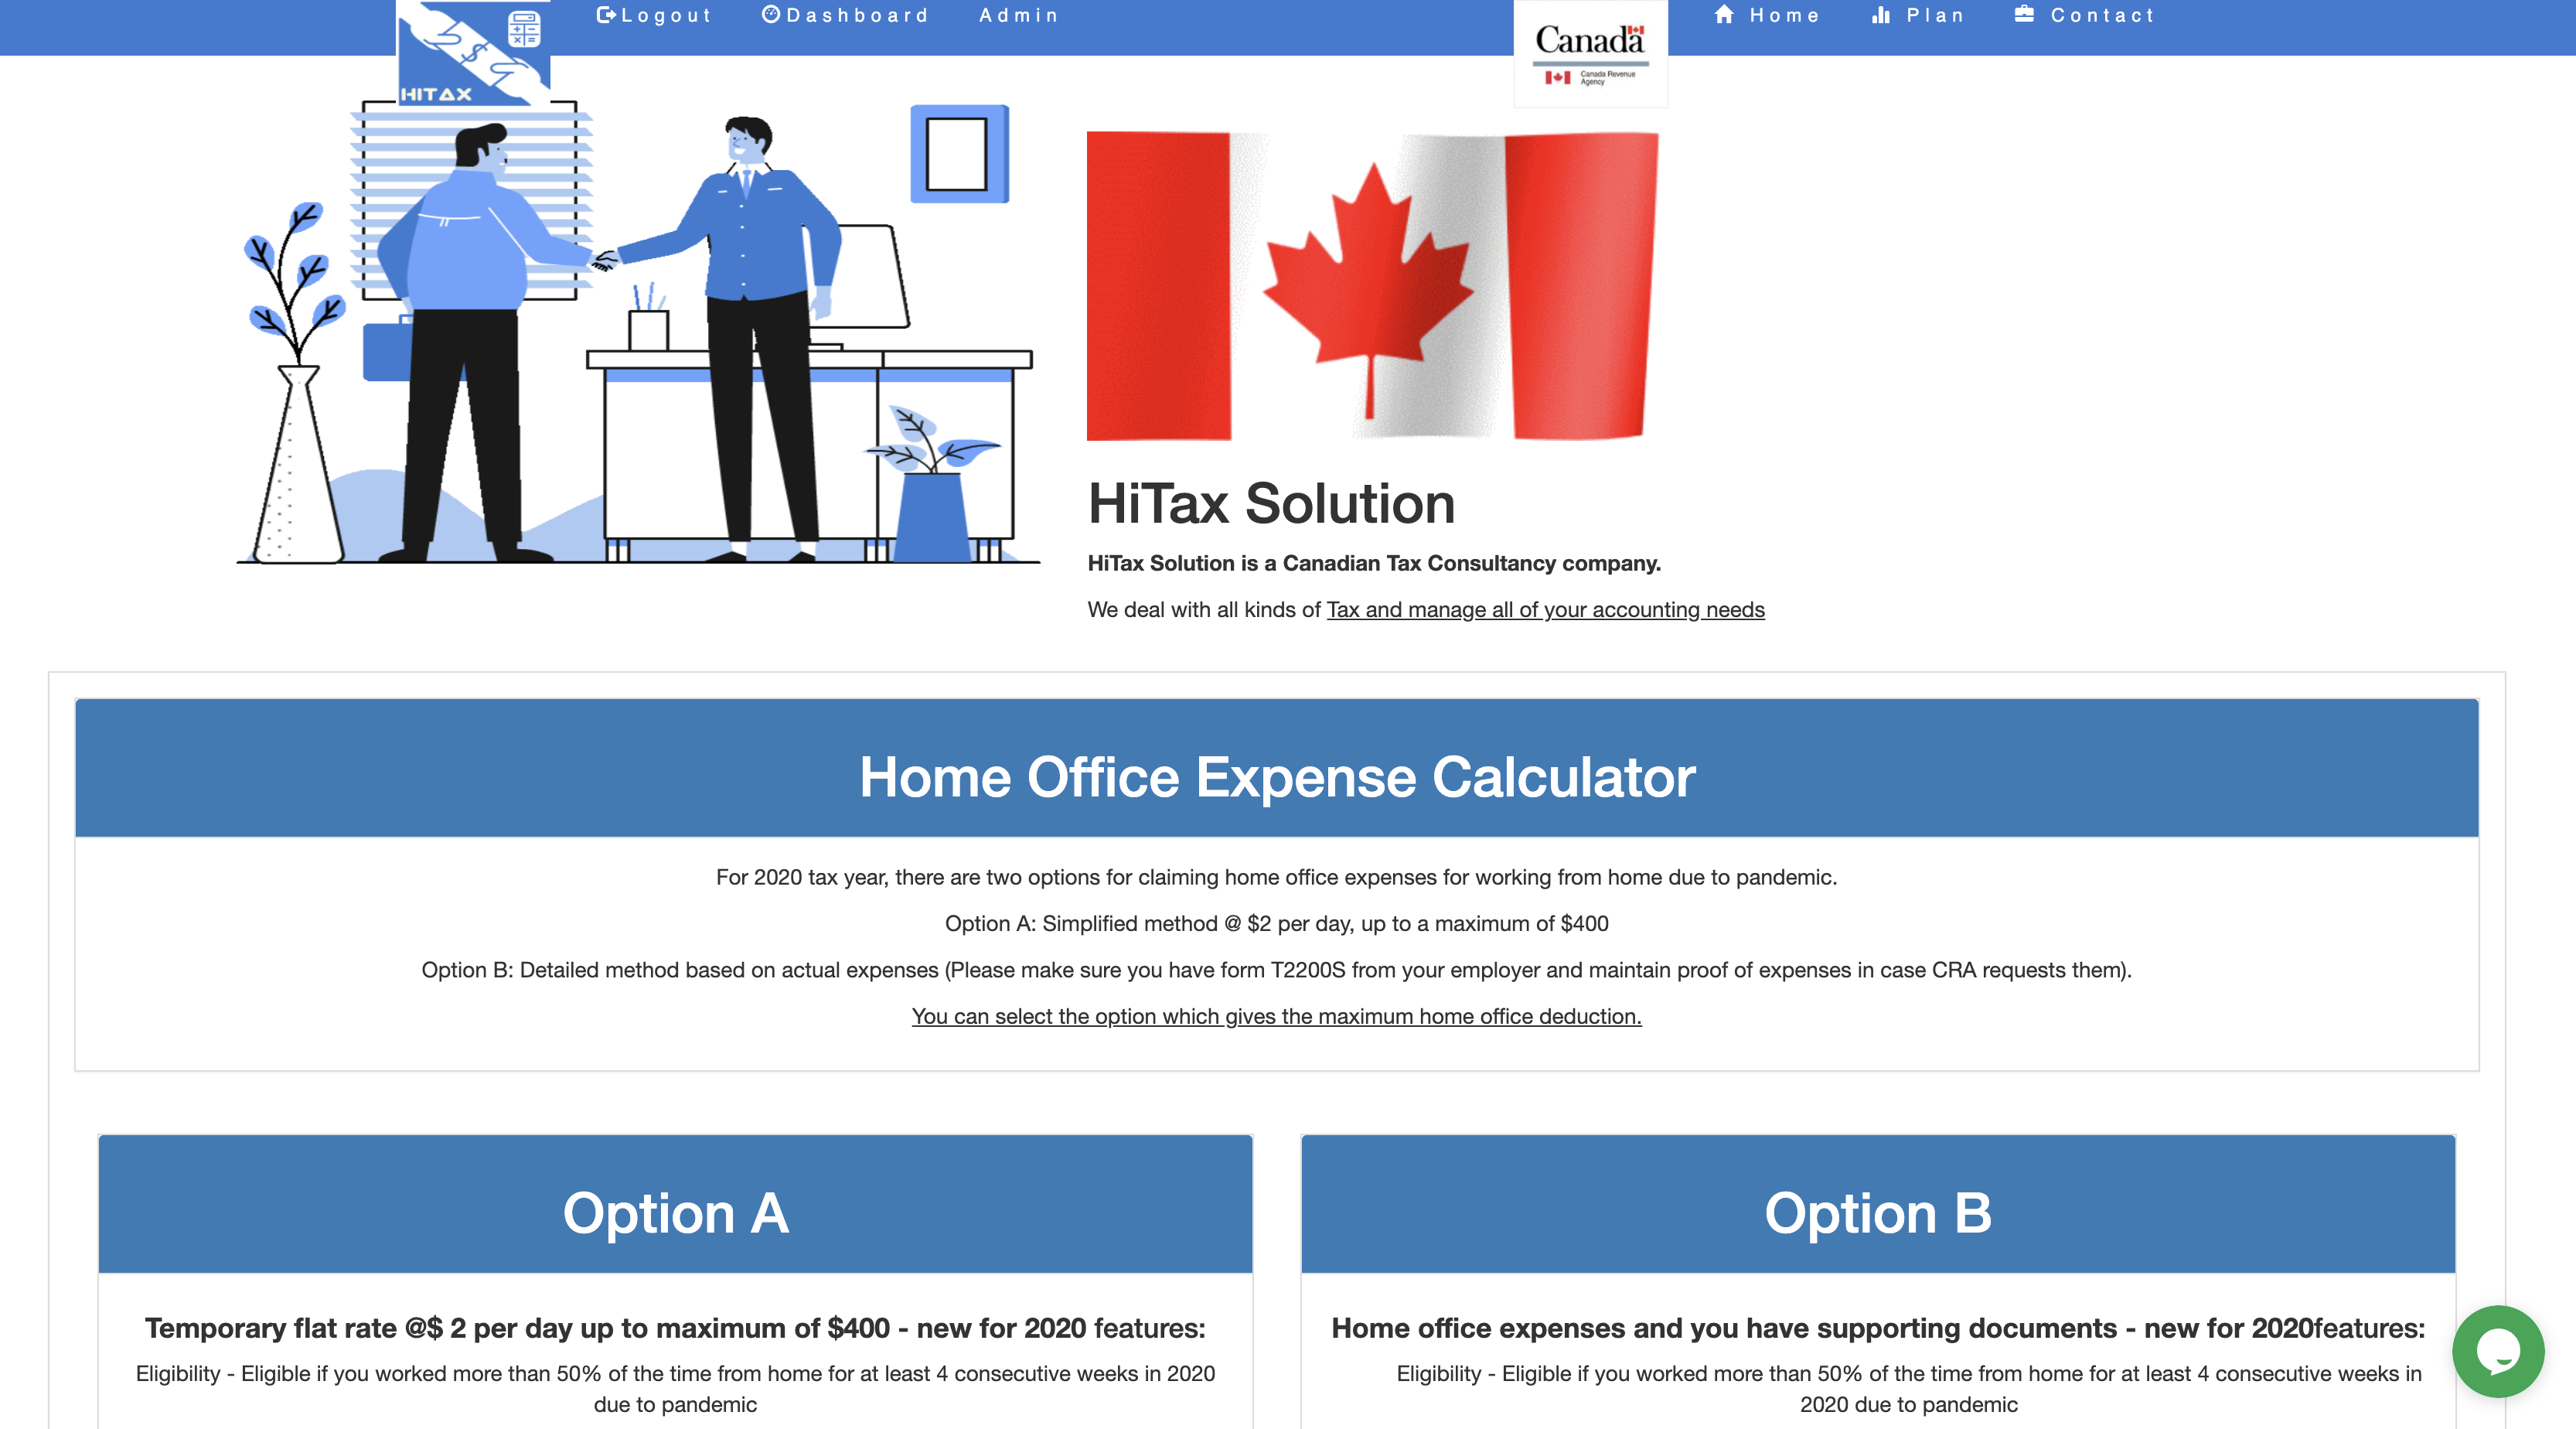 Logout Dashboard Admin
Home Plan Contact
HITAX
$
Canada
Canada Revenue
Agency
HiTax Solution
HiTax Solution is a Canadian Tax Consultancy company.
We deal with all kinds of Tax and manage all of your accounting needs
Home Office Expense Calculator
For 2020 tax year, there are two options for claiming home office expenses for working from home due to pandemic.
Option A: Simplified method @ $2 per day, up to a maximum of $400
Option B: Detailed method based on actual expenses (Please make sure you have form T2200S from your employer and maintain proof of expenses in case CRA requests them).
You can select the option which gives the maximum home office deduction.
Option A
Temporary flat rate @$ 2 per day up to maximum of $400 - new for 2020 features:
Eligibility - Eligible if you worked more than 50% of the time from home for at least 4 consecutive weeks in 2020
due to pandemic
Option B
Home office expenses and you have supporting documents - new for 2020features:
Eligibility - Eligible if you worked more than 50% of the time from home for at least 4 consecutive weeks in
2020 due to pandemic